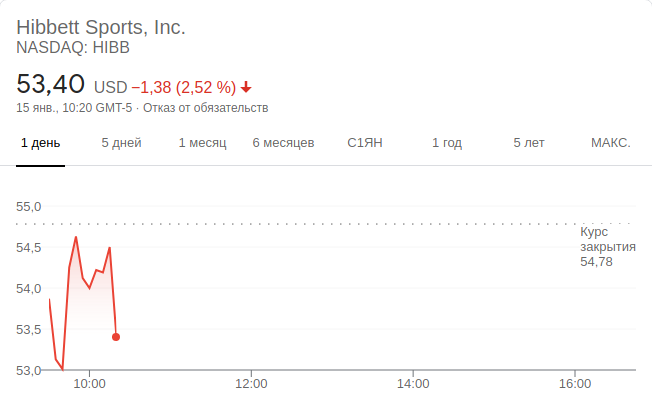 Hibbett Sports, Inc.
NASDAQ: HIBB
53,40 USD −1,38 (2,52 %)
15 янв., 10:20 GMT-5 · Отказ от обязательств
1 день 5 дней 1 месяц 6 месяцев С1ЯН 1 год 5 лет МАКС.
55,0
Курс
закрытия
54,78
54,5
54,0
53,5
53,0
10:00 12:00 14:00 16:00